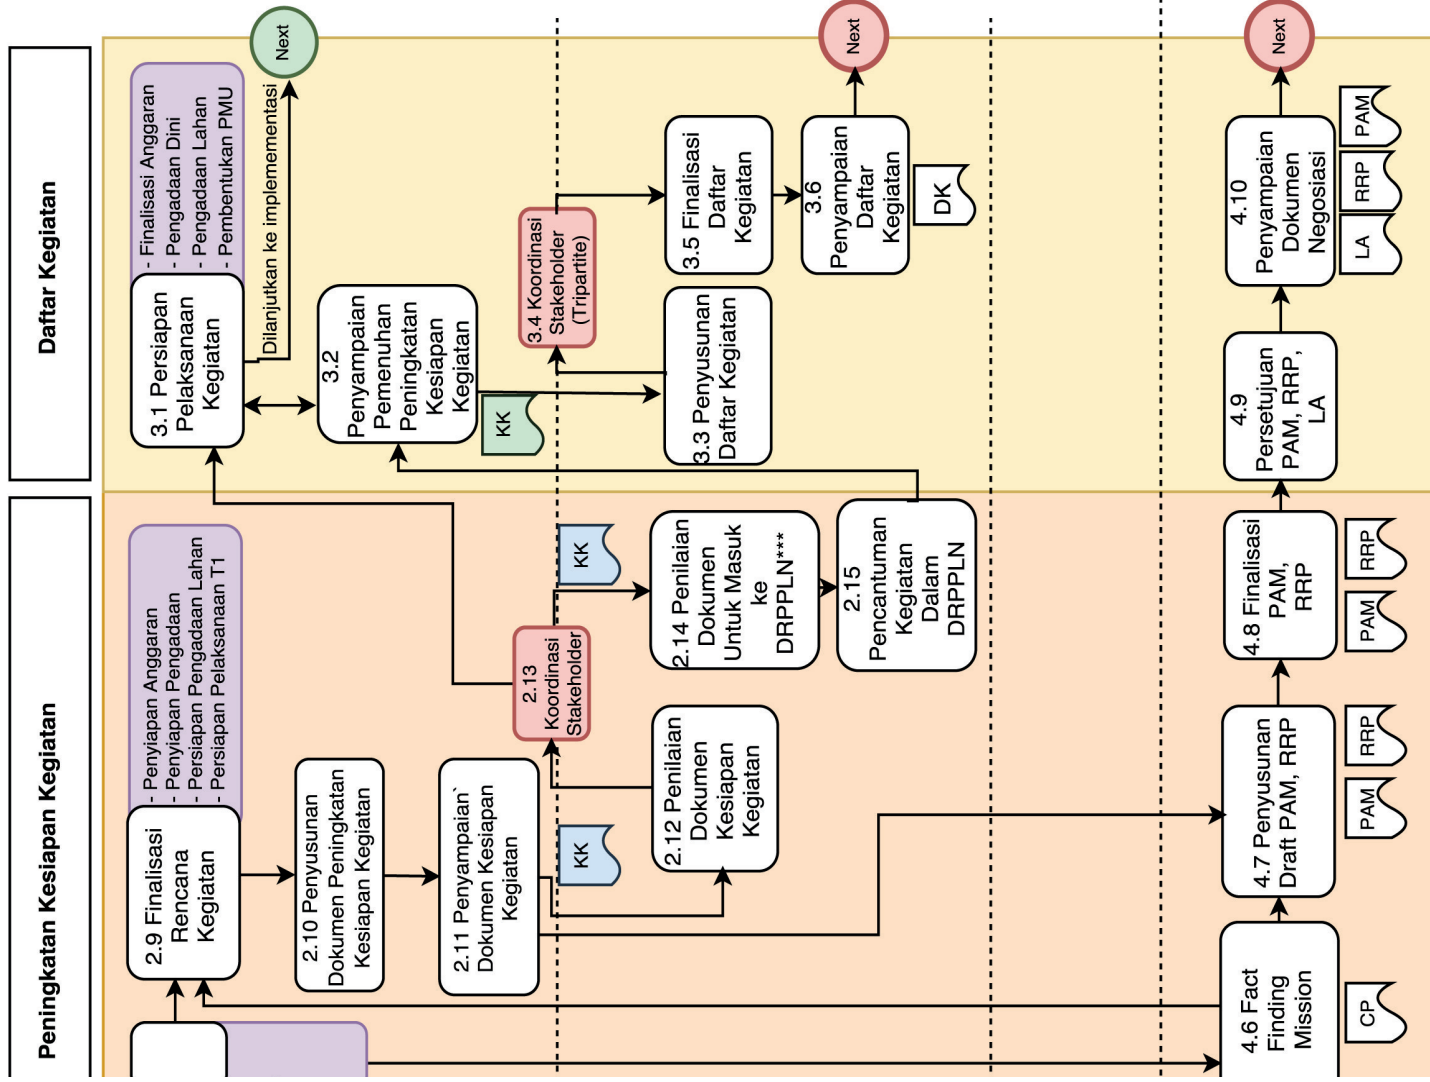 Peningkatan Kesiapan Kegiatan
Daftar Kegiatan
2.9 Finalisasi
Rencana
Kegiatan
- Penyiapan Anggaran
- Penyiapan Pengadaan
- Persiapan Pengadaan Lahan
- Persiapan Pelaksanaan T1
2.10 Penyusunan
Dokumen Peningkatan
Kesiapan Kegiatan
2.11 Penyampaian`
Dokumen Kesiapan
Kegiatan
KK
2.12 Penilaian
Dokumen
Kesiapan
Kegiatan
2.13
Koordinasi
Stakeholder
KK
2.14 Penilaian
Dokumen
Untuk Masuk
ke
DRPPLN***
2.15
Pencantuman
Kegiatan
Dalam
DRPPLN
3.1 Persiapan
Pelaksanaan
Kegiatan
- Finalisasi Anggaran
- Pengadaan Dini
- Pengadaan Lahan
- Pembentukan PMU
Dilanjutkan ke implementasi
Next
3.2
Penyampaian
Pemenuhan
Peningkatan
Kesiapan
Kegiatan
KK
3.3 Penyusunan
Daftar Kegiatan
3.4 Koordinasi
Stakeholder
(Tripartite)
3.5 Finalisasi
Daftar
Kegiatan
3.6
Penyampaian
Daftar
Kegiatan
DK
Next
4.6 Fact
Finding
Mission
CP
4.7 Penyusunan
Draft PAM, RRP
PAM
RRP
4.8 Finalisasi
PAM,
RRP
PAM
RRP
4.9
Persetujuan
PAM, RRP,
LA
4.10
Penyampaian
Dokumen
Negosiasi
LA
RRP
PAM
Next